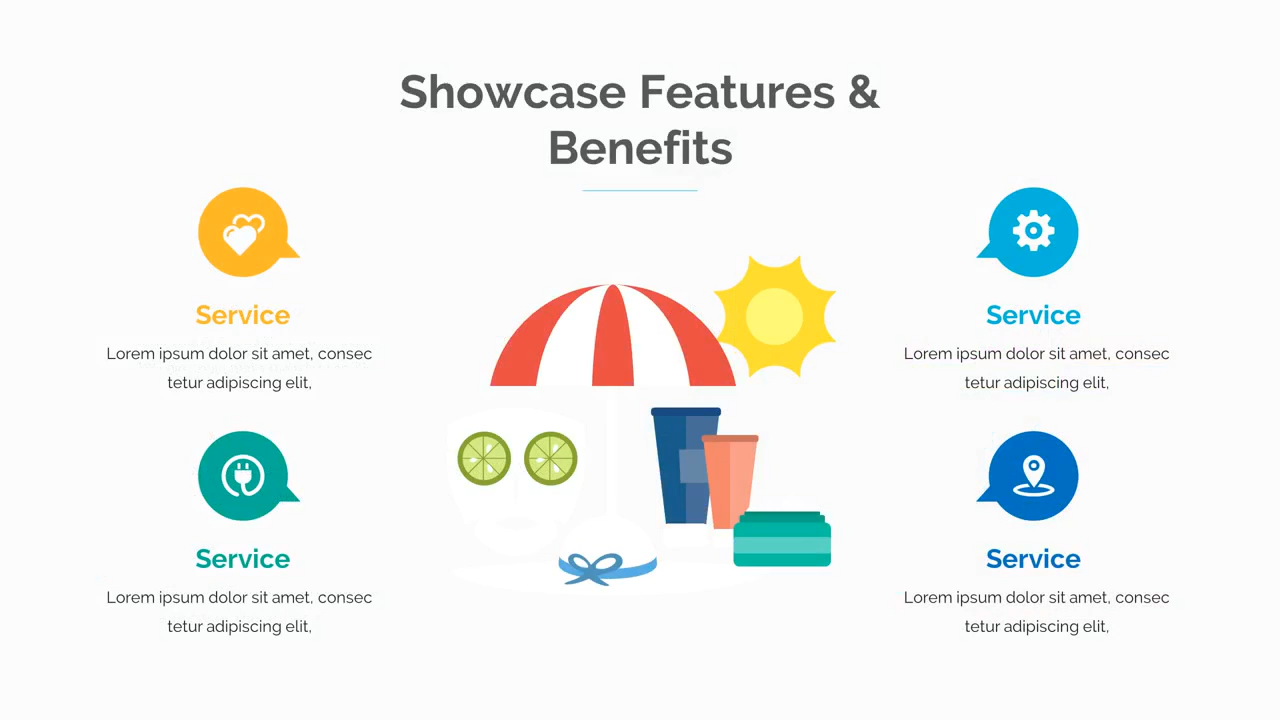 Showcase Features &
Benefits
Service
Lorem ipsum dolor sit amet, consec
tetur adipiscing elit,
Service
Lorem ipsum dolor sit amet, consec
tetur adipiscing elit,
Service
Lorem ipsum dolor sit amet, consec
tetur adipiscing elit,
Service
Lorem ipsum dolor sit amet, consec
tetur adipiscing elit,